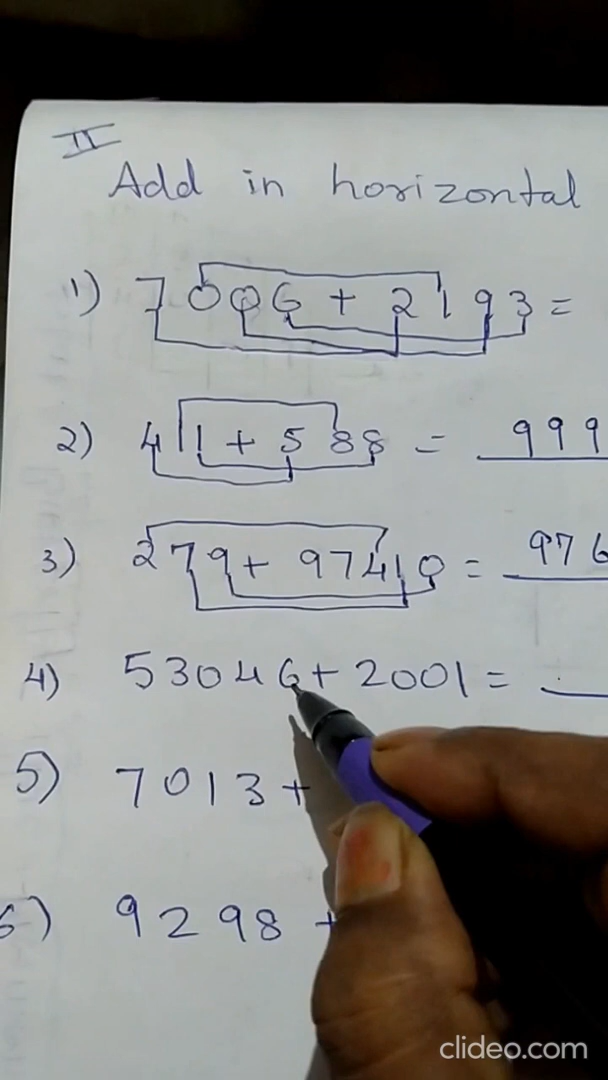 II
Add in horizontal
1) 7006 + 2193 =
2) 411 + 588 = 999
3) 279 + 97410 = 976
4) 53046 + 2001 =
5) 7013 +
6) 9298 +
clideo.com